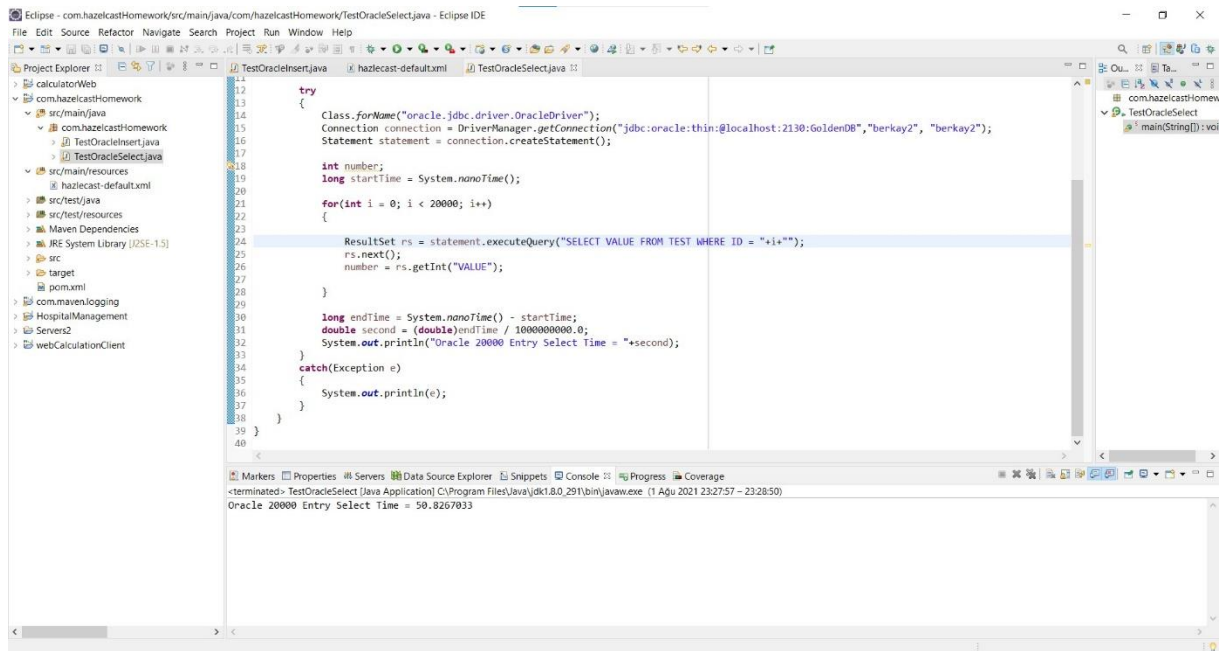 Eclipse - com.hazelcastHomework/src/main/java/com/hazelcastHomework/TestOracleSelect.java - Eclipse IDE
File Edit Source Refactor Navigate Search Project Run Window Help
Project Explorer
calculatorWeb
com.hazelcastHomework
src/main/java
com.hazelcastHomework
TestOracleInsert.java
TestOracleSelect.java
src/main/resources
hazlecast-default.xml
src/test/java
src/test/resources
Maven Dependencies
JRE System Library [J2SE-1.5]
src
target
pom.xml
com.maven.logging
HospitalManagement
Servers2
webCalculationClient
TestOracleInsert.java hazlecast-default.xml TestOracleSelect.java
11
12 try
13 {
14 Class.forName("oracle.jdbc.driver.OracleDriver");
15 Connection connection = DriverManager.getConnection("jdbc:oracle:thin:@localhost:2130:GoldenDB","berkay2", "berkay2");
16 Statement statement = connection.createStatement();
17
18 int number;
19 long startTime = System.nanoTime();
20
21 for(int i = 0; i < 20000; i++)
22 {
23
24 ResultSet rs = statement.executeQuery("SELECT VALUE FROM TEST WHERE ID = "+i+"");
25 rs.next();
26 number = rs.getInt("VALUE");
27
28 }
29
30 long endTime = System.nanoTime() - startTime;
31 double second = (double)endTime / 1000000000.0;
32 System.out.println("Oracle 20000 Entry Select Time = "+second);
33 }
34 catch(Exception e)
35 {
36 System.out.println(e);
37 }
38 }
39 }
40
Ou... Ta...
com.hazelcastHomew
TestOracleSelect
main(String[]) : voi
Markers Properties Servers Data Source Explorer Snippets Console Progress Coverage
<terminated> TestOracleSelect [Java Application] C:\Program Files\Java\jdk1.8.0_291\bin\javaw.exe (1 Ağu 2021 23:27:57 – 23:28:50)
Oracle 20000 Entry Select Time = 50.8267033